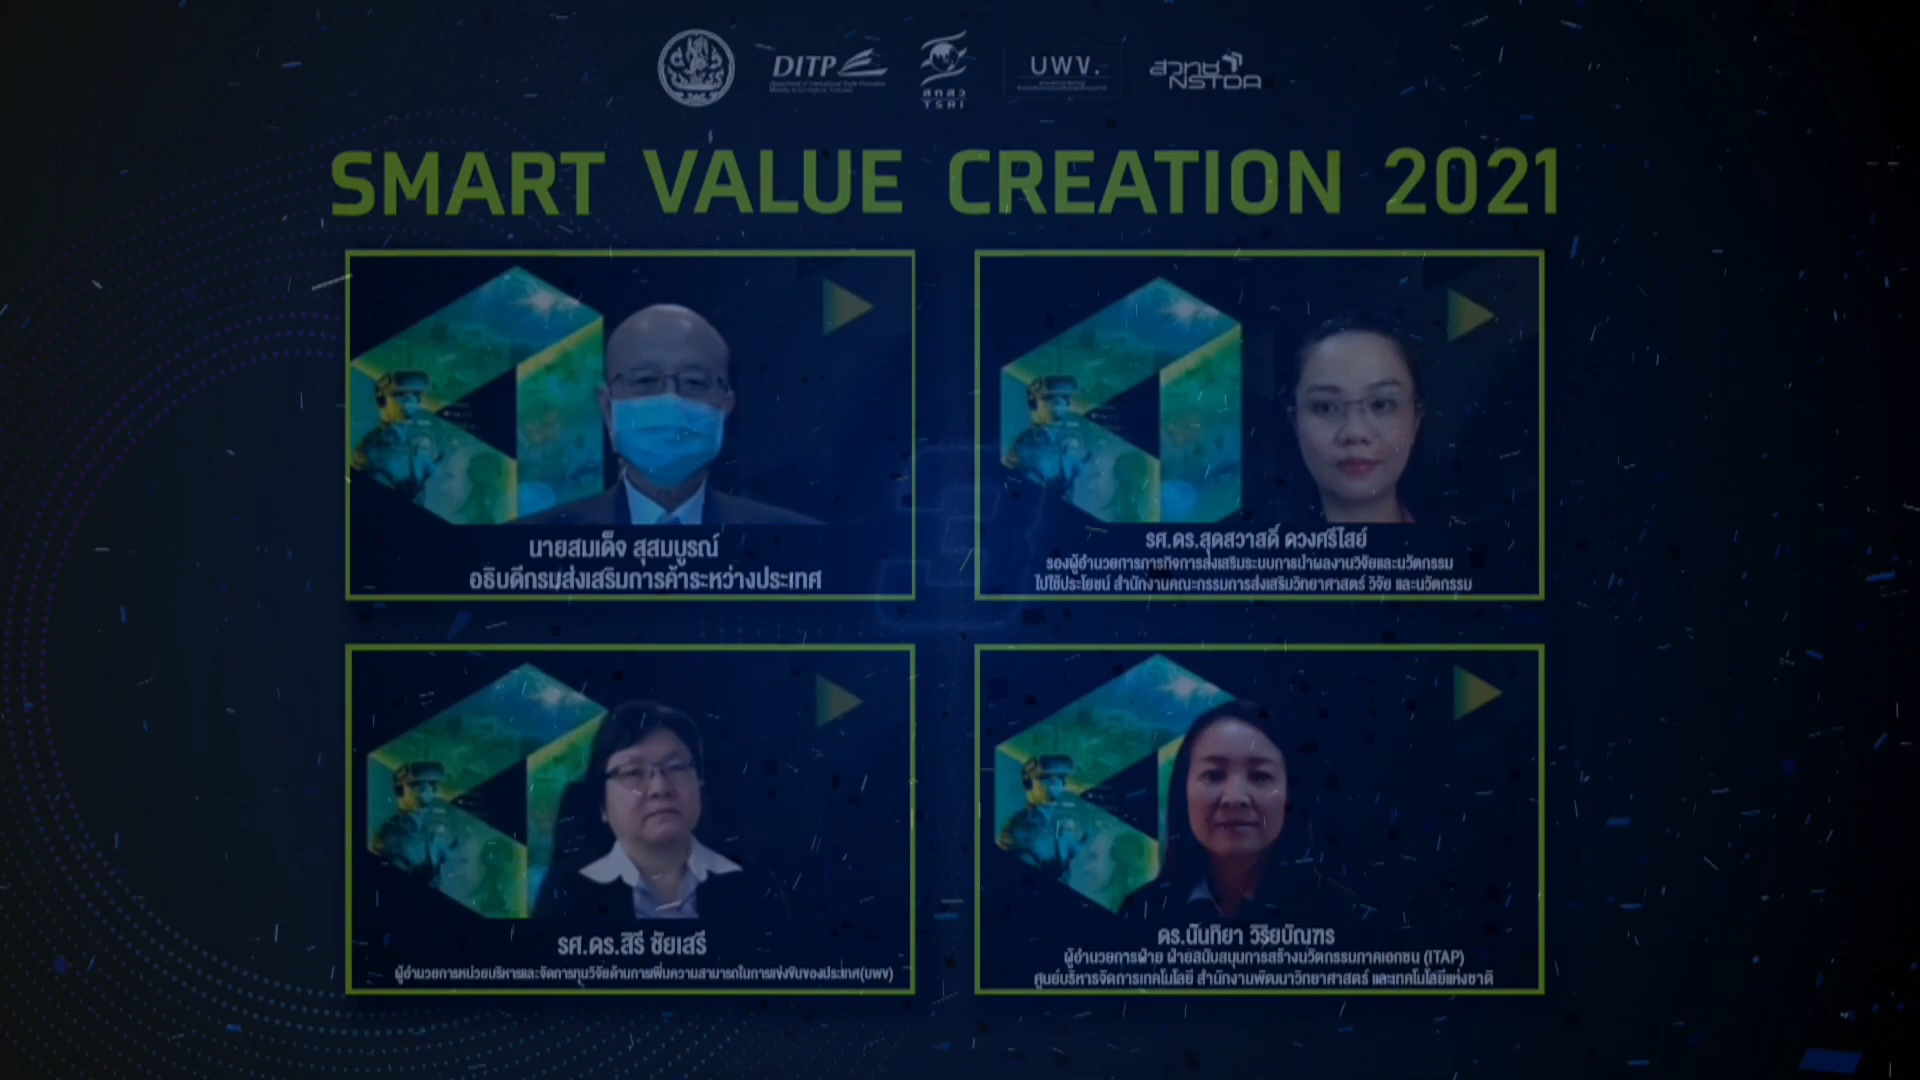 DITP
สกสว
TSRI
UWV.
สวทช
NSTDA
SMART VALUE CREATION 2021
นายสมเด็จ สุสมบูรณ์
อธิบดีกรมส่งเสริมการค้าระหว่างประเทศ
รศ.ดร.สุดสวาสดิ์ ดวงศรีไสย์
รองผู้อำนวยการภารกิจการส่งเสริมระบบการนำผลงานวิจัยและนวัตกรรม
ไปใช้ประโยชน์ สำนักงานคณะกรรมการส่งเสริมวิทยาศาสตร์ วิจัย และนวัตกรรม
รศ.ดร.สิรี ชัยเสรี
ผู้อำนวยการหน่วยบริหารและจัดการทุนวิจัยด้านการเพิ่มความสามารถในการแข่งขันของประเทศ(UWV)
ดร.นันทิยา วิริยบัณฑร
ผู้อำนวยการฝ่าย ฝ่ายสนับสนุนการสร้างนวัตกรรมภาคเอกชน (ITAP)
ศูนย์บริหารจัดการเทคโนโลยี สำนักงานพัฒนาวิทยาศาสตร์ และเทคโนโลยีแห่งชาติ